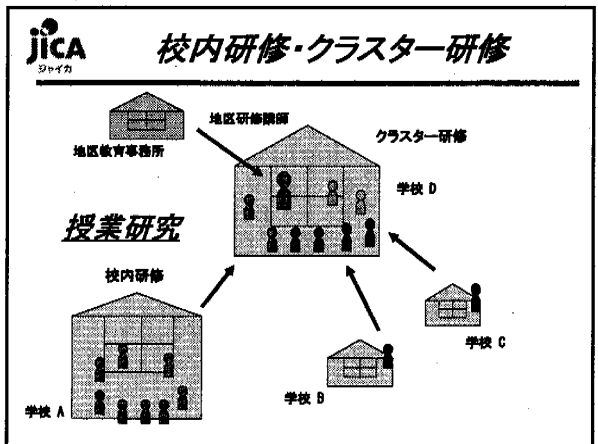 JICA
ジャイカ
校内研修・クラスター研修
地区研修講師
クラスター研修
地区教育事務所
学校 D
授業研究
校内研修
学校 C
学校 B
学校 A